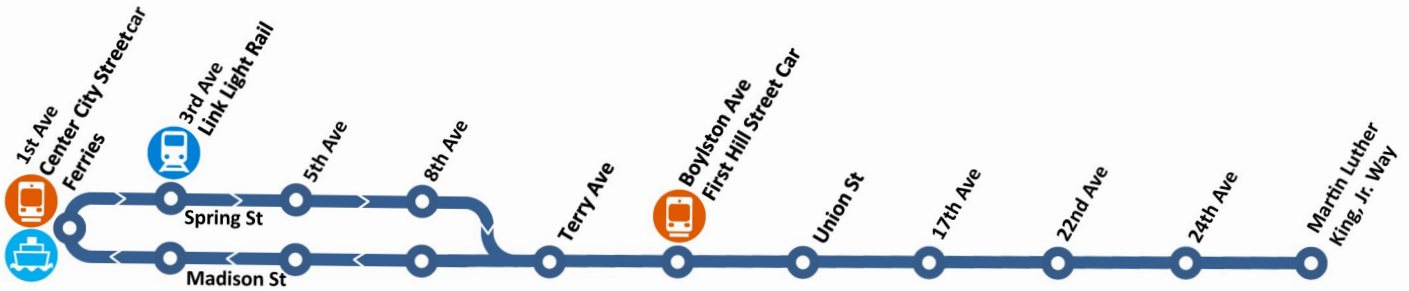 1st Ave
Center City Streetcar
Ferries
3rd Ave
Link Light Rail
5th Ave
8th Ave
Spring St
Madison St
Terry Ave
Boylston Ave
First Hill Street Car
Union St
17th Ave
22nd Ave
24th Ave
Martin Luther
King, Jr. Way